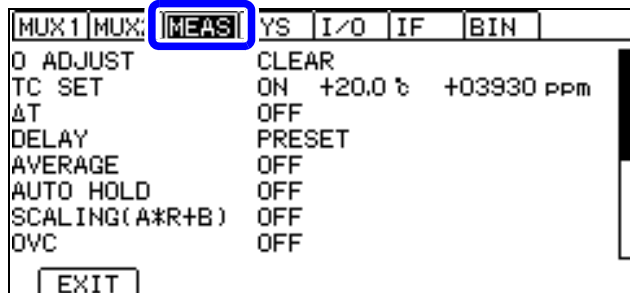 MUX1 MUX2 MEAS YS I/O IF BIN
0 ADJUST CLEAR
TC SET ON +20.0 ℃ +03930 ppm
ΔT OFF
DELAY PRESET
AVERAGE OFF
AUTO HOLD OFF
SCALING(A*R+B) OFF
OVC OFF
EXIT